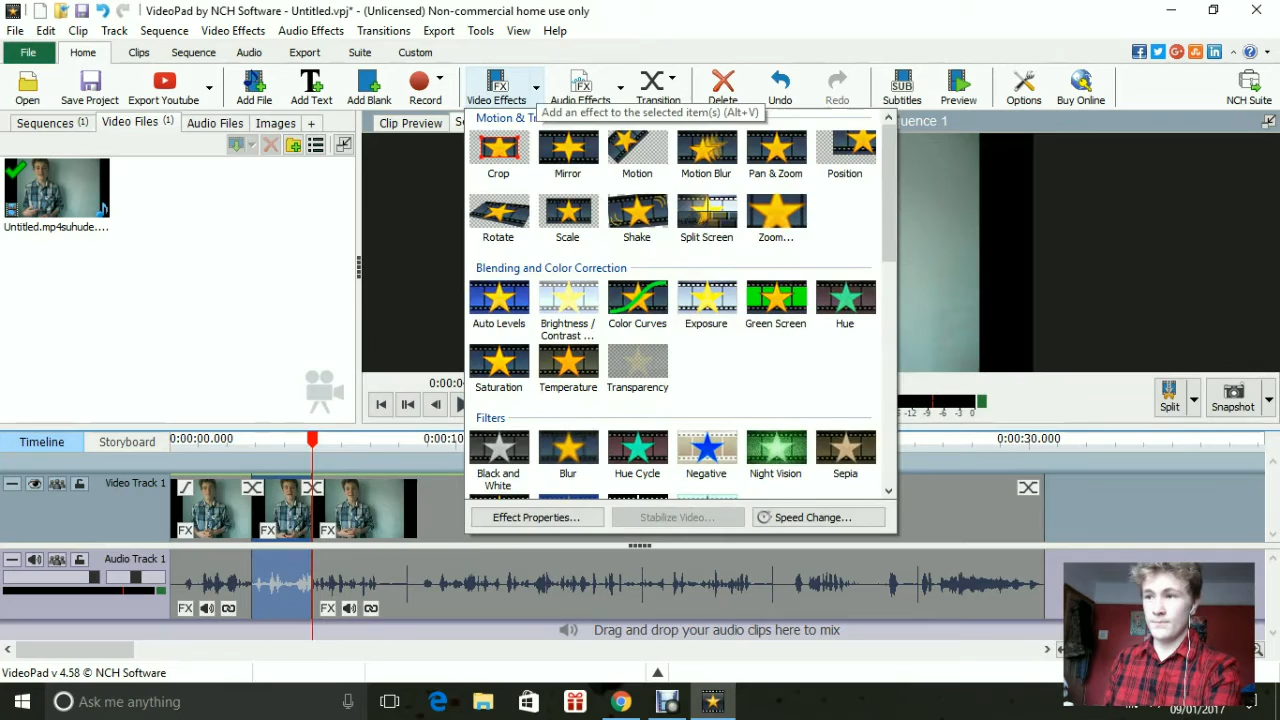 VideoPad by NCH Software - Untitled.vpj* - (Unlicensed) Non-commercial home use only
File Edit Clip Track Sequence Video Effects Audio Effects Transitions Export Tools View Help
File Home Clips Sequence Audio Export Suite Custom
Open Save Project Export Youtube Add File Add Text Add Blank Record Video Effects Audio Effects Transition Delete Undo Redo Subtitles Preview Options Buy Online NCH Suite
Add an effect to the selected item(s) (Alt+V)
Sequences (1) Video Files (1) Audio Files Images + Clip Preview
uence 1
Motion &
Crop Mirror Motion Motion Blur Pan & Zoom Position
Untitled.mp4suhude....
Rotate Scale Shake Split Screen Zoom...
Blending and Color Correction
Auto Levels Brightness / Contrast ... Color Curves Exposure Green Screen Hue
Saturation Temperature Transparency
0:00:0
-12 -9 -6 -3 0
Split Snapshot
Filters
Timeline Storyboard 0:00:00.000 0:00:10 0:00:30.000
Black and White Blur Hue Cycle Negative Night Vision Sepia
Video Track 1
FX FX FX
Effect Properties... Stabilize Video... Speed Change...
Audio Track 1
FX FX
Drag and drop your audio clips here to mix
VideoPad v 4.58 © NCH Software
Ask me anything
09/01/2017